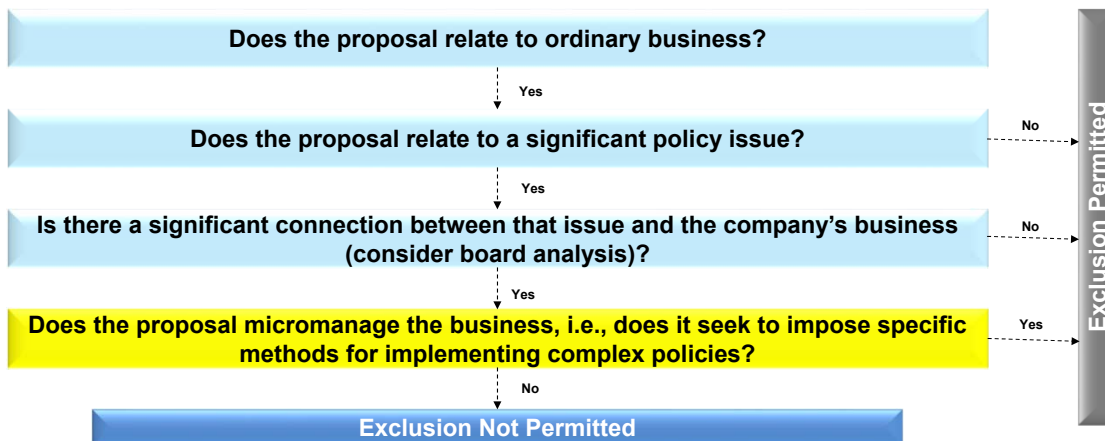 Does the proposal relate to ordinary business?
Yes
Does the proposal relate to a significant policy issue?
No
Yes
Is there a significant connection between that issue and the company's business
(consider board analysis)?
No
Yes
Does the proposal micromanage the business, i.e., does it seek to impose specific
methods for implementing complex policies?
Yes
No
Exclusion Not Permitted
Exclusion Permitted